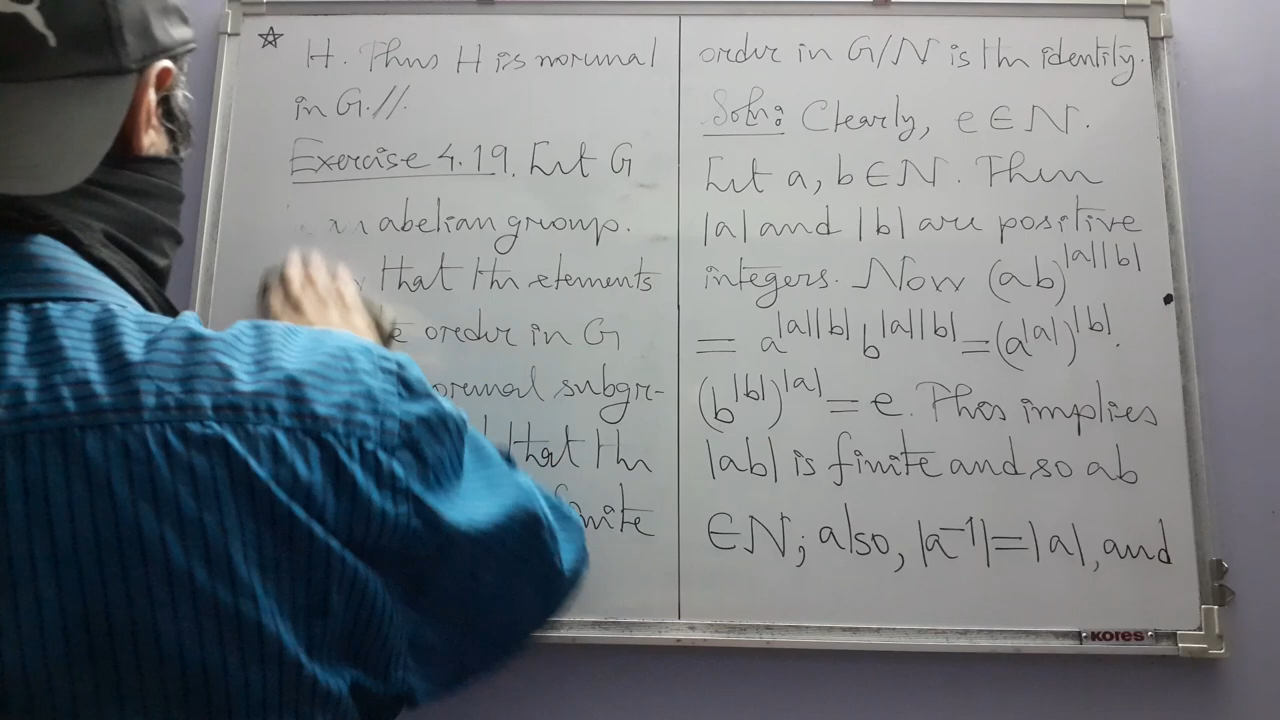 H. Thus H is normal
in G.//
Exercise 4.19. Let G
abelian group.
that the elements
order in G
normal subgr-
that the
order in G/N is the identity.
Soln: Clearly, e ∈ N.
Let a, b ∈ N. Then
|a| and |b| are positive
integers. Now (ab)^{|a||b|}
= a^{|a||b|} b^{|a||b|} = (a^{|a|})^{|b|}.
(b^{|b|})^{|a|} = e. This implies
|ab| is finite and so ab
∈ N; also, |a^{-1}| = |a|, and
KORES